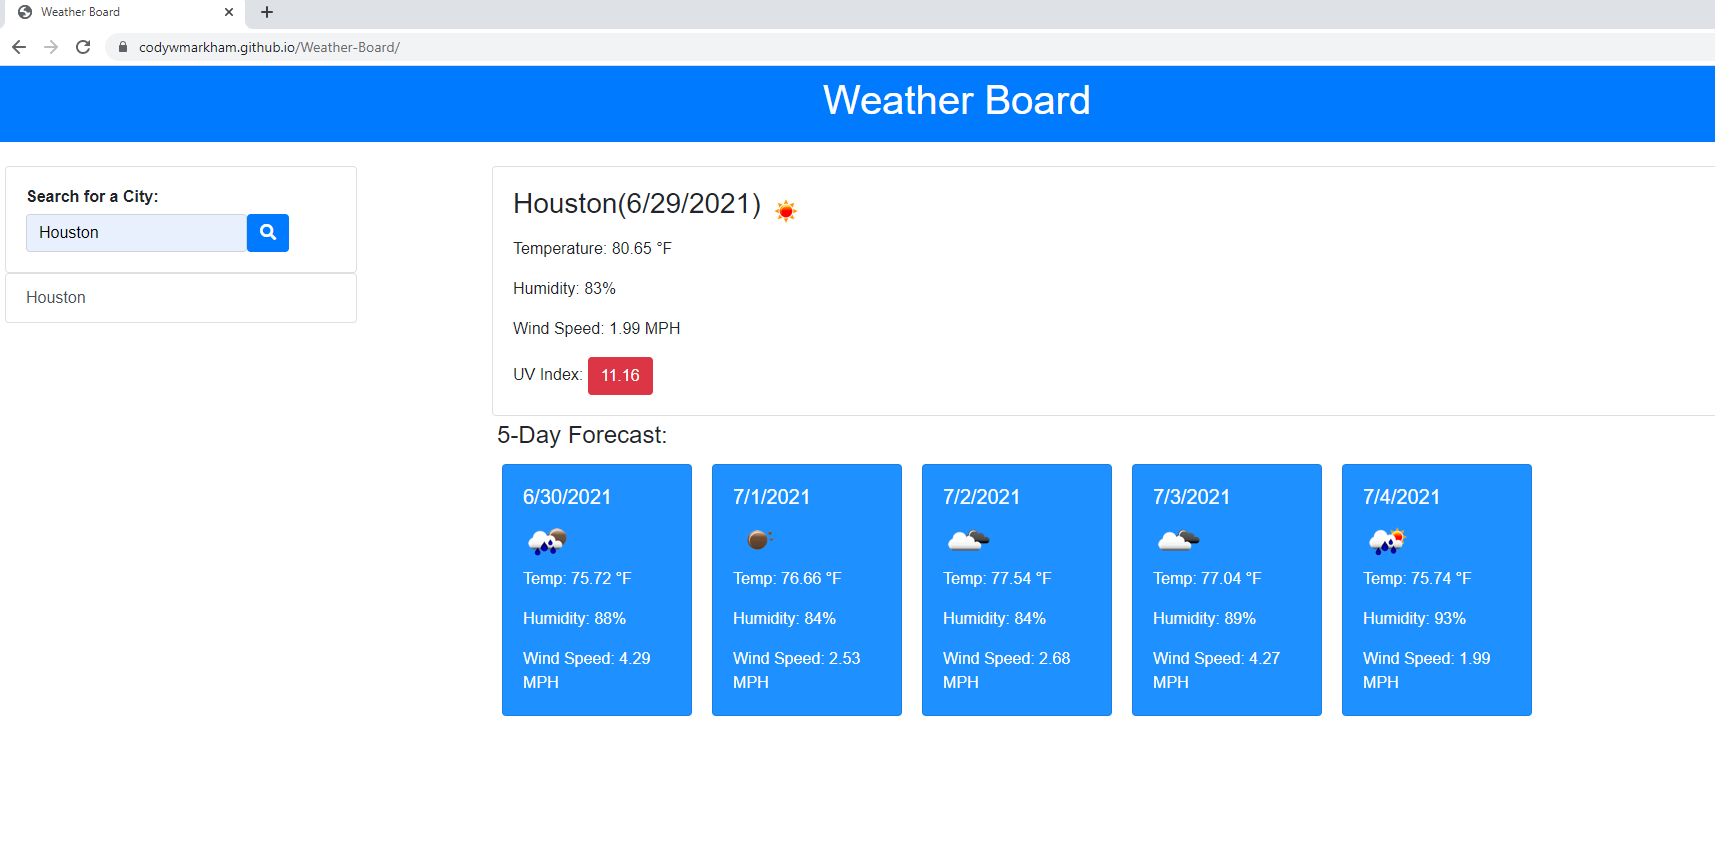 Weather Board
codywmarkham.github.io/Weather-Board/
Weather Board
Search for a City:
Houston
Houston
Houston(6/29/2021)
Temperature: 80.65 °F
Humidity: 83%
Wind Speed: 1.99 MPH
UV Index: 11.16
5-Day Forecast:
6/30/2021
Temp: 75.72 °F
Humidity: 88%
Wind Speed: 4.29
MPH
7/1/2021
Temp: 76.66 °F
Humidity: 84%
Wind Speed: 2.53
MPH
7/2/2021
Temp: 77.54 °F
Humidity: 84%
Wind Speed: 2.68
MPH
7/3/2021
Temp: 77.04 °F
Humidity: 89%
Wind Speed: 4.27
MPH
7/4/2021
Temp: 75.74 °F
Humidity: 93%
Wind Speed: 1.99
MPH